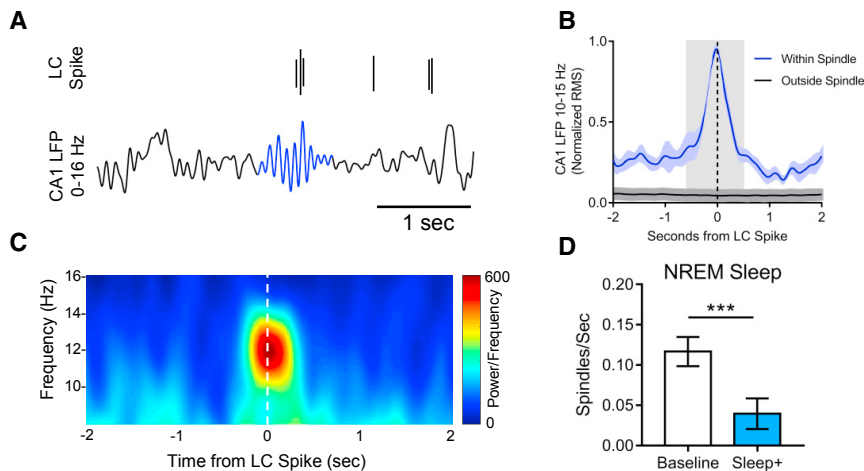 A
LC
Spike
CA1 LFP
0-16 Hz
1 sec
B
CA1 LFP 10-15 Hz
(Normalized RMS)
1.0
0.5
0.0
-2
-1
0
1
2
Seconds from LC Spike
Within Spindle
Outside Spindle
C
Frequency (Hz)
16
14
12
10
-2
-1
0
1
2
Time from LC Spike (sec)
600
0
Power/Frequency
D
NREM Sleep
***
Spindles/Sec
0.20
0.15
0.10
0.05
0.00
Baseline
Sleep+